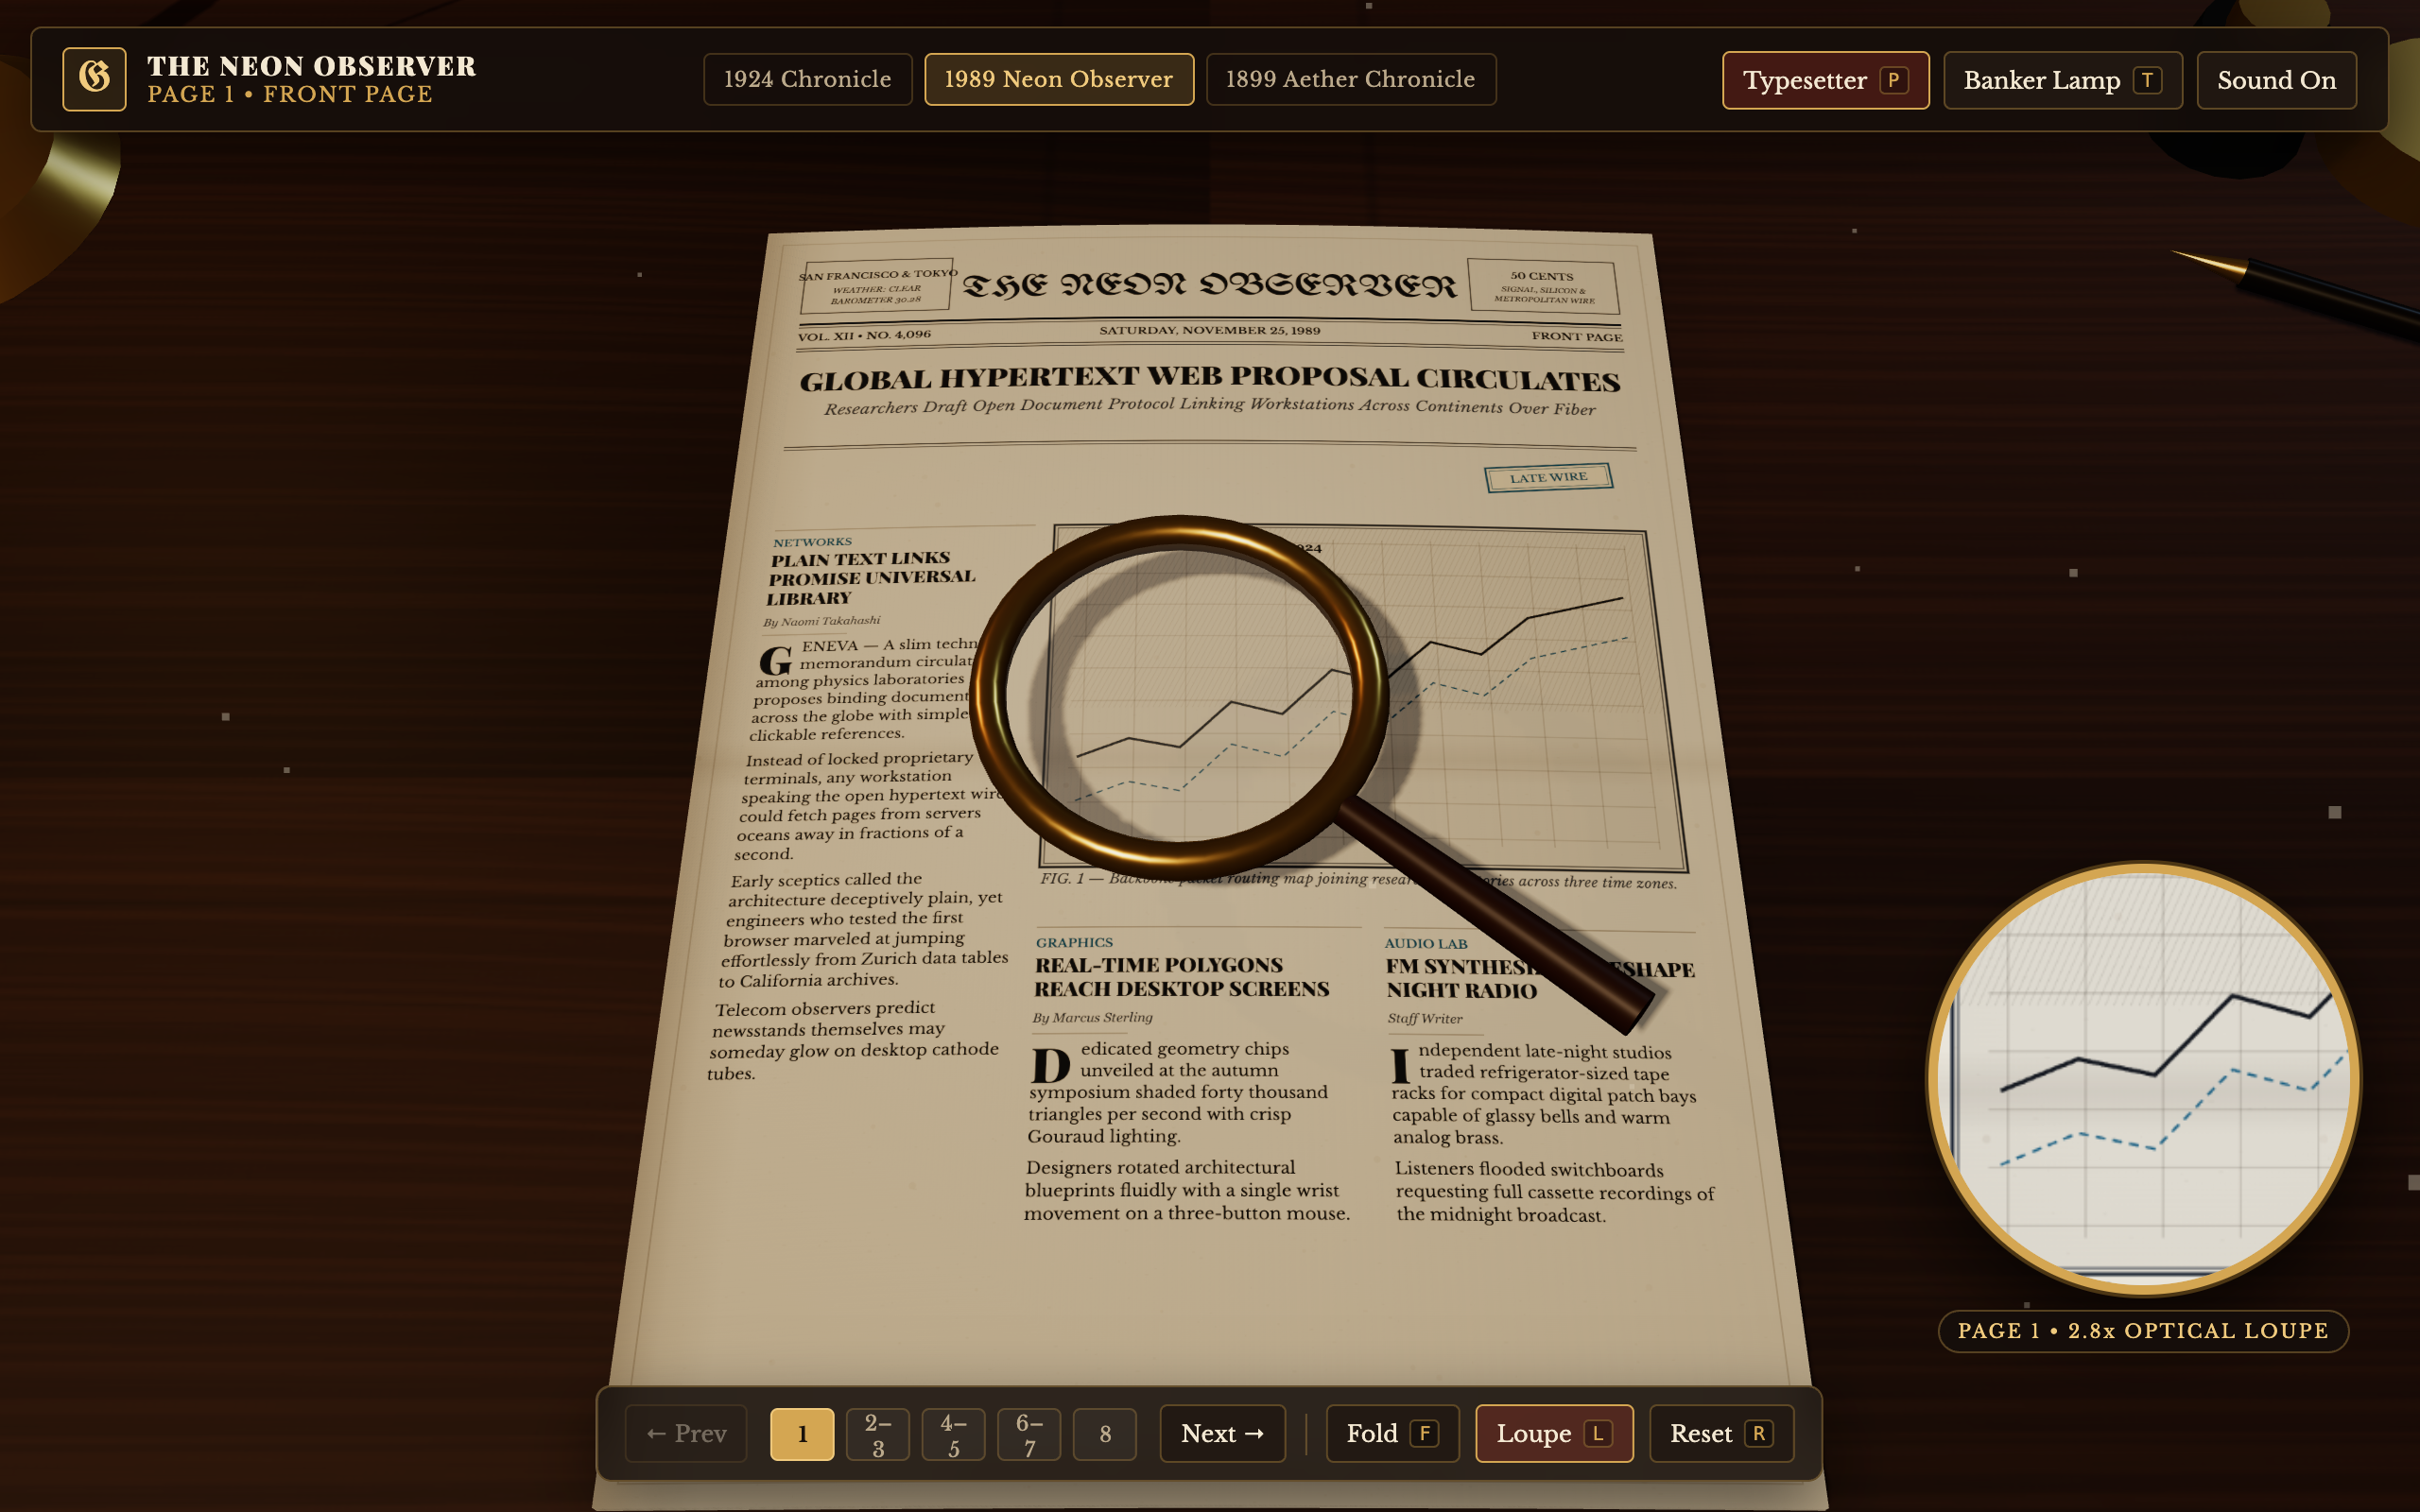 G
THE NEON OBSERVER
PAGE 1 • FRONT PAGE
1924 Chronicle
1989 Neon Observer
1899 Aether Chronicle
Typesetter P
Banker Lamp T
Sound On
SAN FRANCISCO & TOKYO
WEATHER: CLEAR
BAROMETER 30.28
THE NEON OBSERVER
50 CENTS
SIGNAL, SILICON &
METROPOLITAN WIRE
VOL. XII • NO. 4,096
SATURDAY, NOVEMBER 25, 1989
FRONT PAGE
GLOBAL HYPERTEXT WEB PROPOSAL CIRCULATES
Researchers Draft Open Document Protocol Linking Workstations Across Continents Over Fiber
LATE WIRE
NETWORKS
PLAIN TEXT LINKS
PROMISE UNIVERSAL
LIBRARY
By Naomi Takahashi
GENEVA — A slim
memorandum
among physics laboratories
proposes binding document
across the globe with simple
clickable references.
Instead of locked proprietary
terminals, any workstation
speaking the open hypertext wire
could fetch pages from servers
oceans away in fractions of a
second.
Early sceptics called the
architecture deceptively plain, yet
engineers who tested the first
browser marveled at jumping
effortlessly from Zurich data tables
to California archives.
Telecom observers predict
newsstands themselves may
someday glow on desktop cathode
tubes.
FIG. 1 — Backbone packet routing map joining across three time zones.
GRAPHICS
REAL-TIME POLYGONS
REACH DESKTOP SCREENS
By Marcus Sterling
Dedicated geometry chips
unveiled at the autumn
symposium shaded forty thousand
triangles per second with crisp
Gouraud lighting.
Designers rotated architectural
blueprints fluidly with a single wrist
movement on a three-button mouse.
AUDIO LAB
FM
NIGHT RADIO
Staff Writer
Independent late-night studios
traded refrigerator-sized tape
racks for compact digital patch bays
capable of glassy bells and warm
analog brass.
Listeners flooded switchboards
requesting full cassette recordings of
the midnight broadcast.
PAGE 1 • 2.8x OPTICAL LOUPE
← Prev
1
2–3
4–5
6–7
8
Next →
Fold F
Loupe L
Reset R